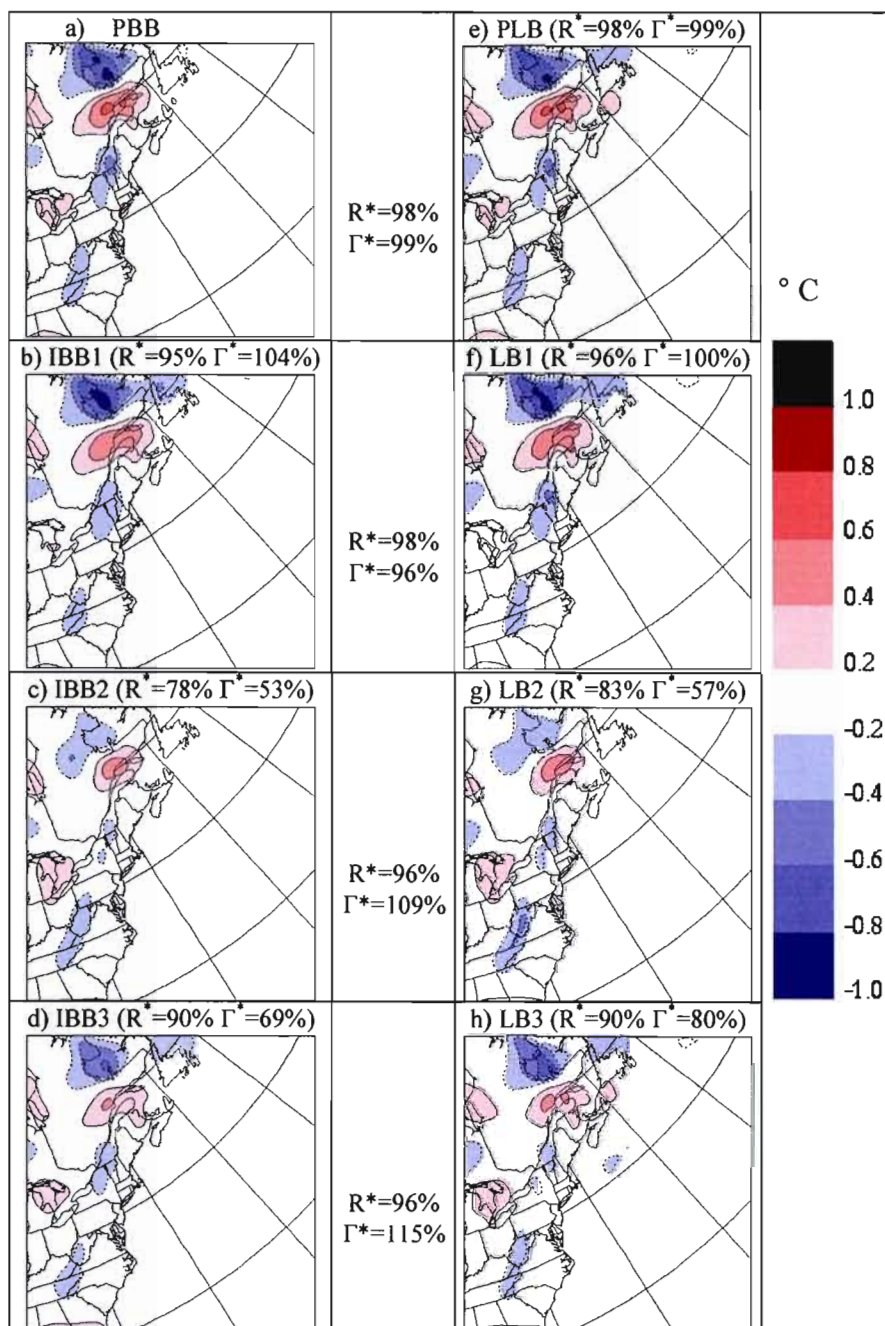 a) PBB
e) PLB (R*=98% Γ*=99%)
R*=98%
Γ*=99%
° C
b) IBB1 (R*=95% Γ*=104%)
f) LB1 (R*=96% Γ*=100%)
R*=98%
Γ*=96%
c) IBB2 (R*=78% Γ*=53%)
g) LB2 (R*=83% Γ*=57%)
R*=96%
Γ*=109%
d) IBB3 (R*=90% Γ*=69%)
h) LB3 (R*=90% Γ*=80%)
R*=96%
Γ*=115%
1.0
0.8
0.6
0.4
0.2
-0.2
-0.4
-0.6
-0.8
-1.0